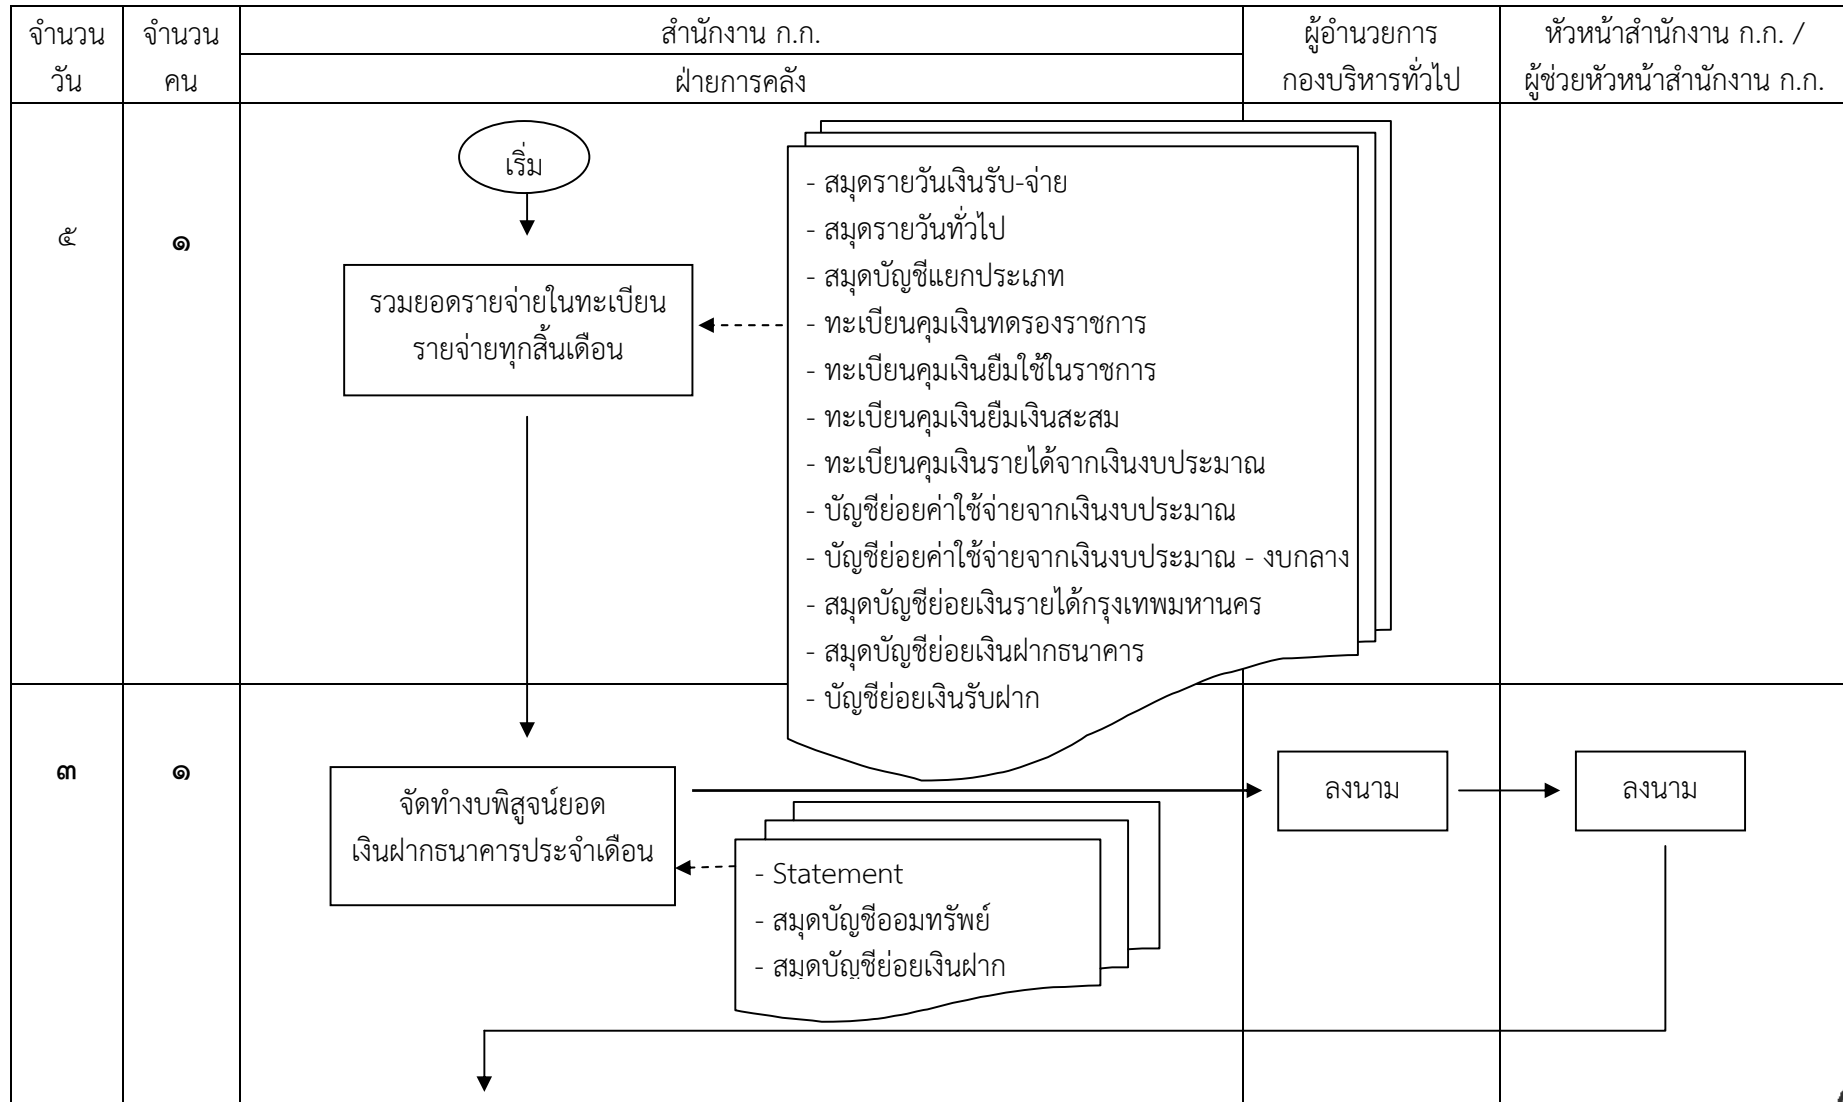 จำนวน
วัน
จำนวน
คน
สำนักงาน ก.ก.
ฝ่ายการคลัง
ผู้อำนวยการ
กองบริหารทั่วไป
หัวหน้าสำนักงาน ก.ก. /
ผู้ช่วยหัวหน้าสำนักงาน ก.ก.
๕
๑
เริ่ม
รวมยอดรายจ่ายในทะเบียน
รายจ่ายทุกสิ้นเดือน
- สมุดรายวันเงินรับ-จ่าย
- สมุดรายวันทั่วไป
- สมุดบัญชีแยกประเภท
- ทะเบียนคุมเงินทดรองราชการ
- ทะเบียนคุมเงินยืมใช้ในราชการ
- ทะเบียนคุมเงินยืมเงินสะสม
- ทะเบียนคุมเงินรายได้จากเงินงบประมาณ
- บัญชีย่อยค่าใช้จ่ายจากเงินงบประมาณ
- บัญชีย่อยค่าใช้จ่ายจากเงินงบประมาณ - งบกลาง
- สมุดบัญชีย่อยเงินรายได้กรุงเทพมหานคร
- สมุดบัญชีย่อยเงินฝากธนาคาร
- บัญชีย่อยเงินรับฝาก
๓
๑
จัดทำงบพิสูจน์ยอด
เงินฝากธนาคารประจำเดือน
- Statement
- สมุดบัญชีออมทรัพย์
- สมุดบัญชีย่อยเงินฝาก
ลงนาม
ลงนาม